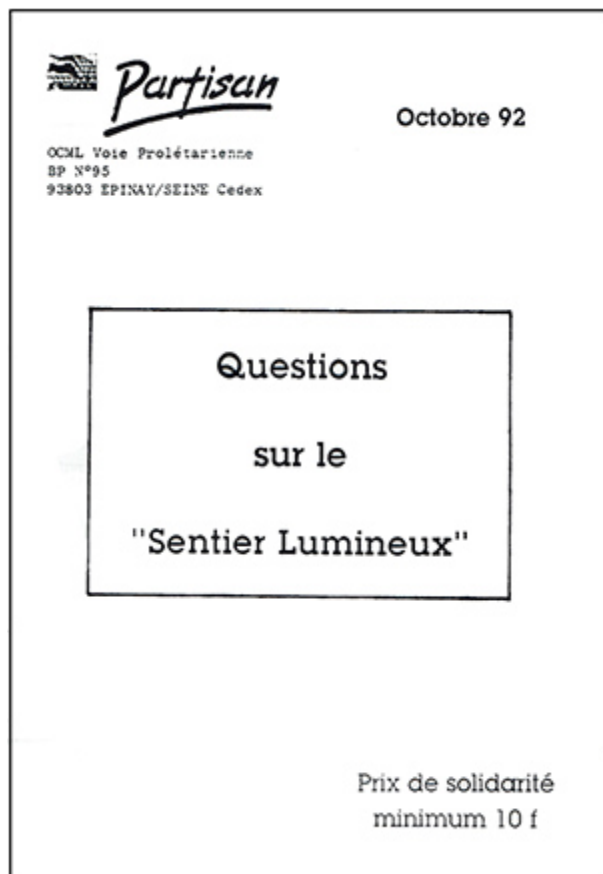 Partisan
Octobre 92
OCML Voie Prolétarienne
BP N°95
93803 EPINAY/SEINE Cedex
Questions
sur le
"Sentier Lumineux"
Prix de solidarité
minimum 10 f